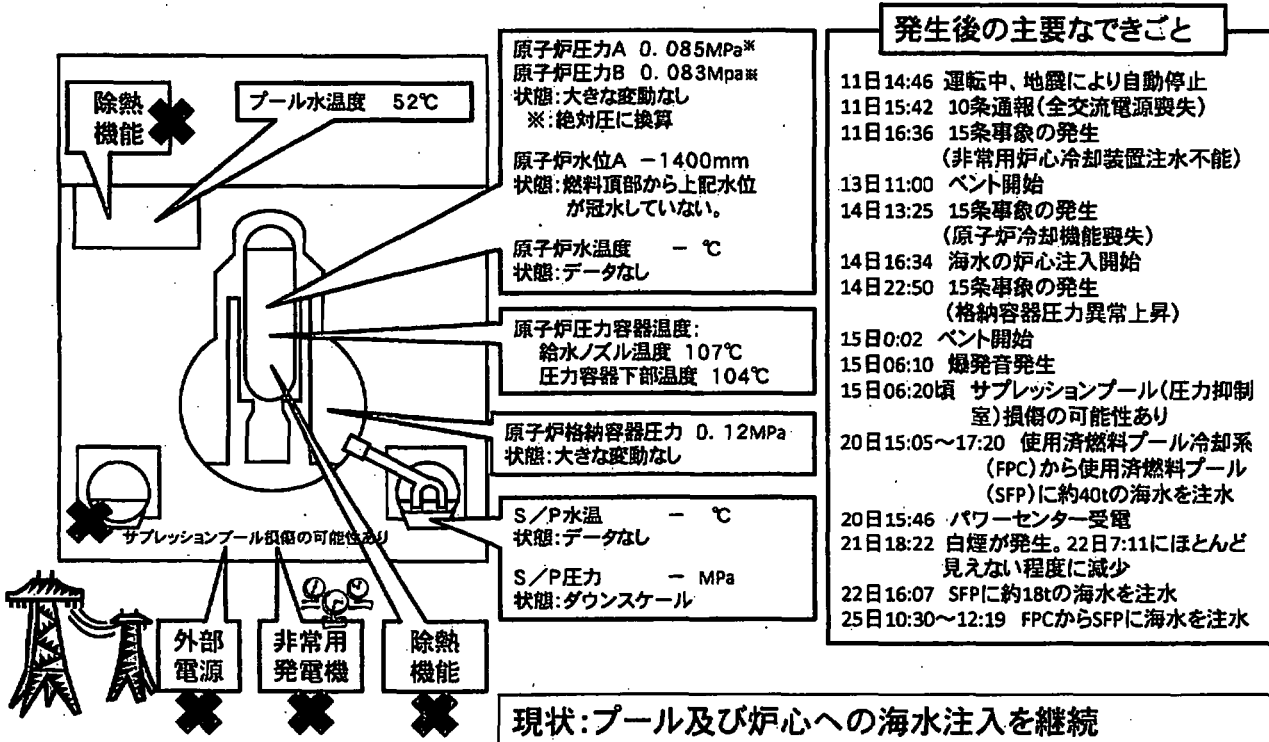 除熱
機能
プール水温度 52℃
原子炉圧力A 0.085MPa※
原子炉圧力B 0.083Mpa※
状態:大きな変動なし
※:絶対圧に換算
原子炉水位A −1400mm
状態:燃料頂部から上記水位
が冠水していない。
原子炉水温度 − ℃
状態:データなし
原子炉圧力容器温度:
給水ノズル温度 107℃
圧力容器下部温度 104℃
原子炉格納容器圧力 0.12MPa
状態:大きな変動なし
S/P水温 − ℃
状態:データなし
S/P圧力 − MPa
状態:ダウンスケール
サプレッションプール損傷の可能性あり
外部
電源
非常用
発電機
除熱
機能
発生後の主要なできごと
11日14:46 運転中、地震により自動停止
11日15:42 10条通報(全交流電源喪失)
11日16:36 15条事象の発生
(非常用炉心冷却装置注水不能)
13日11:00 ベント開始
14日13:25 15条事象の発生
(原子炉冷却機能喪失)
14日16:34 海水の炉心注入開始
14日22:50 15条事象の発生
(格納容器圧力異常上昇)
15日0:02 ベント開始
15日06:10 爆発音発生
15日06:20頃 サプレッションプール(圧力抑制
室)損傷の可能性あり
20日15:05~17:20 使用済燃料プール冷却系
(FPC)から使用済燃料プール
(SFP)に約40tの海水を注水
20日15:46 パワーセンター受電
21日18:22 白煙が発生。22日7:11にほとんど
見えない程度に減少
22日16:07 SFPに約18tの海水を注水
25日10:30~12:19 FPCからSFPに海水を注水
現状:プール及び炉心への海水注入を継続